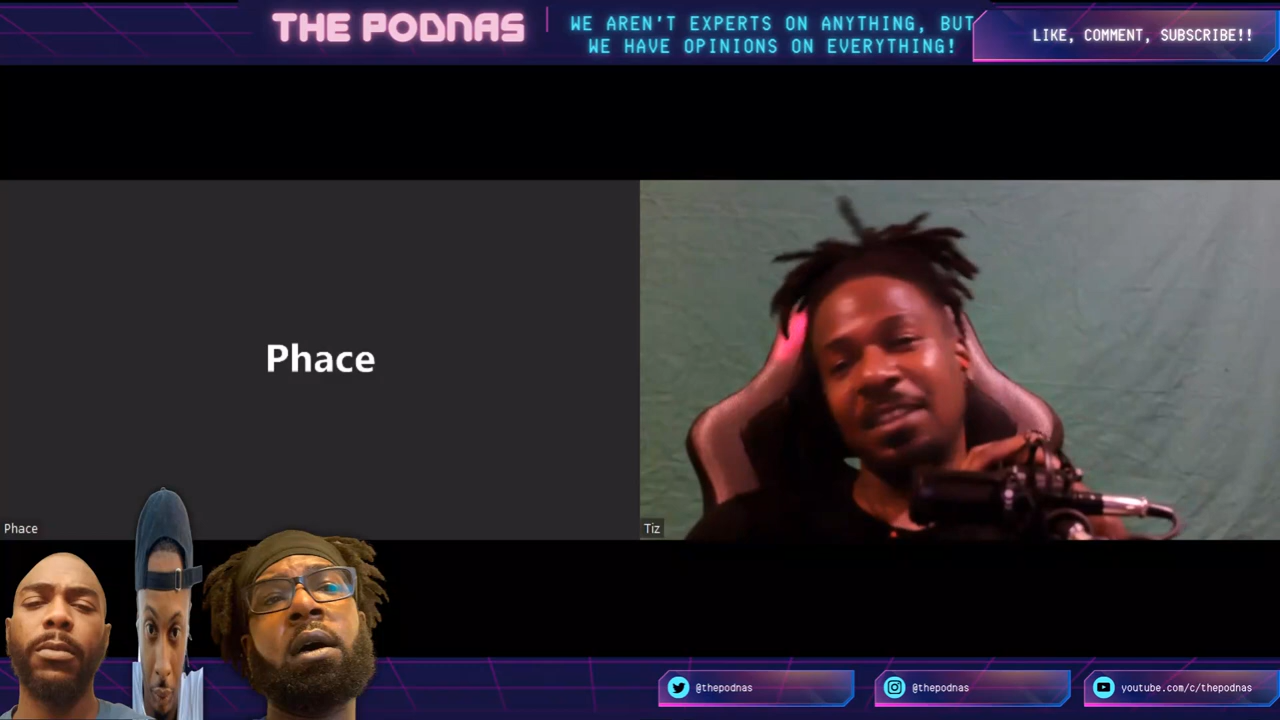 THE PODNAS
WE AREN'T EXPERTS ON ANYTHING, BUT
WE HAVE OPINIONS ON EVERYTHING!
LIKE, COMMENT, SUBSCRIBE!!
Phace
Phace
Tiz
@thepodnas
@thepodnas
youtube.com/c/thepodnas